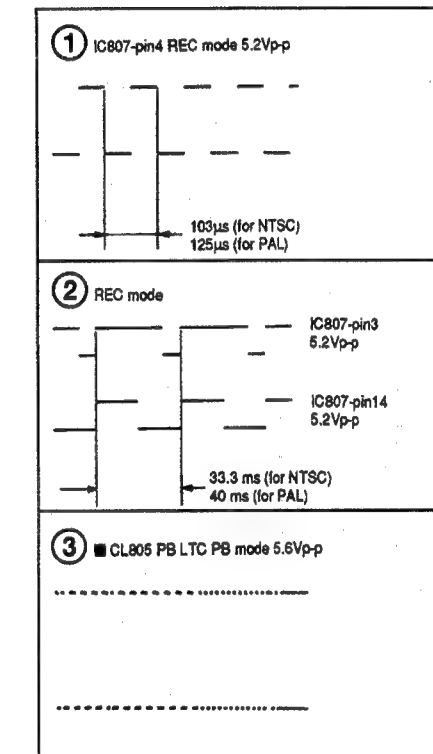 1 IC807-pin4 REC mode 5.2Vp-p
103µs (for NTSC)
125µs (for PAL)
2 REC mode
IC807-pin3
5.2Vp-p
IC807-pin14
5.2Vp-p
33.3 ms (for NTSC)
40 ms (for PAL)
3 ■ CL805 PB LTC PB mode 5.6Vp-p